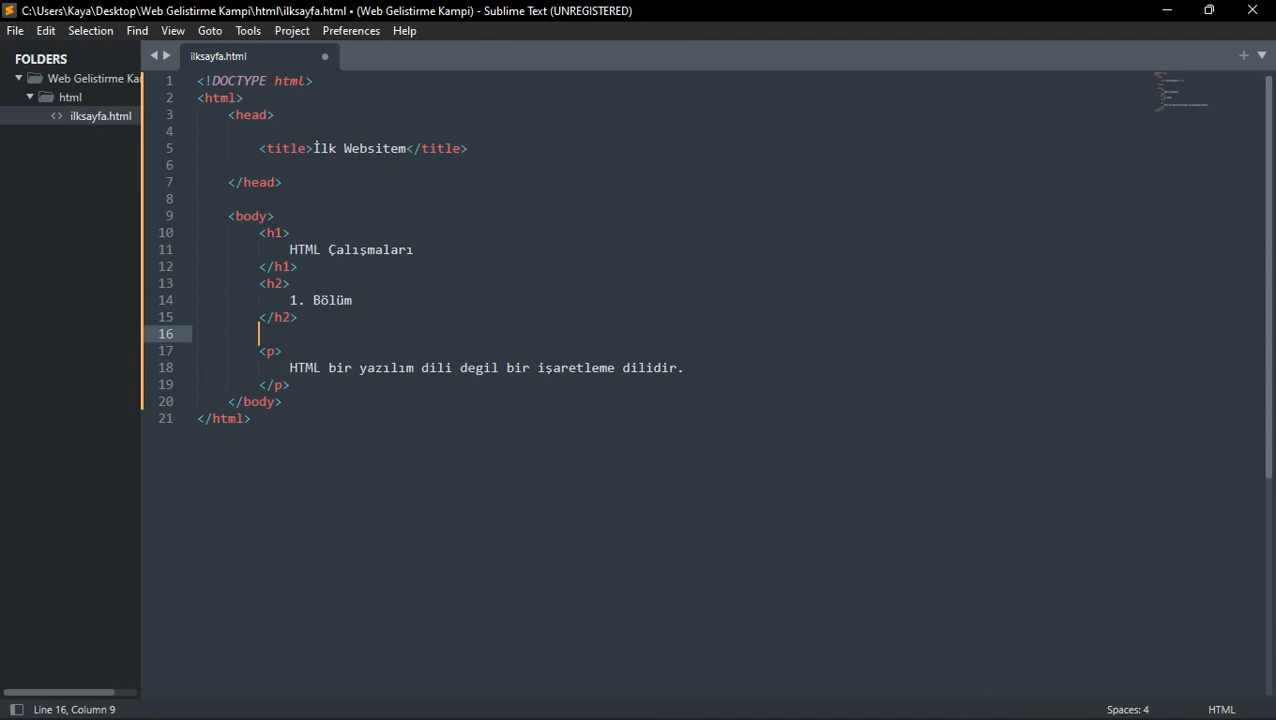 C:\Users\Kaya\Desktop\Web Gelistirme Kampi\html\ilksayfa.html • (Web Gelistirme Kampi) - Sublime Text (UNREGISTERED)
File Edit Selection Find View Goto Tools Project Preferences Help
FOLDERS
Web Gelistirme Kai
html
<> ilksayfa.html
ilksayfa.html
1 <!DOCTYPE html>
2 <html>
3 <head>
4
5 <title>İlk Websitem</title>
6
7 </head>
8
9 <body>
10 <h1>
11 HTML Çalışmaları
12 </h1>
13 <h2>
14 1. Bölüm
15 </h2>
16
17 <p>
18 HTML bir yazılım dili degil bir işaretleme dilidir.
19 </p>
20 </body>
21 </html>
Line 16, Column 9
Spaces: 4
HTML